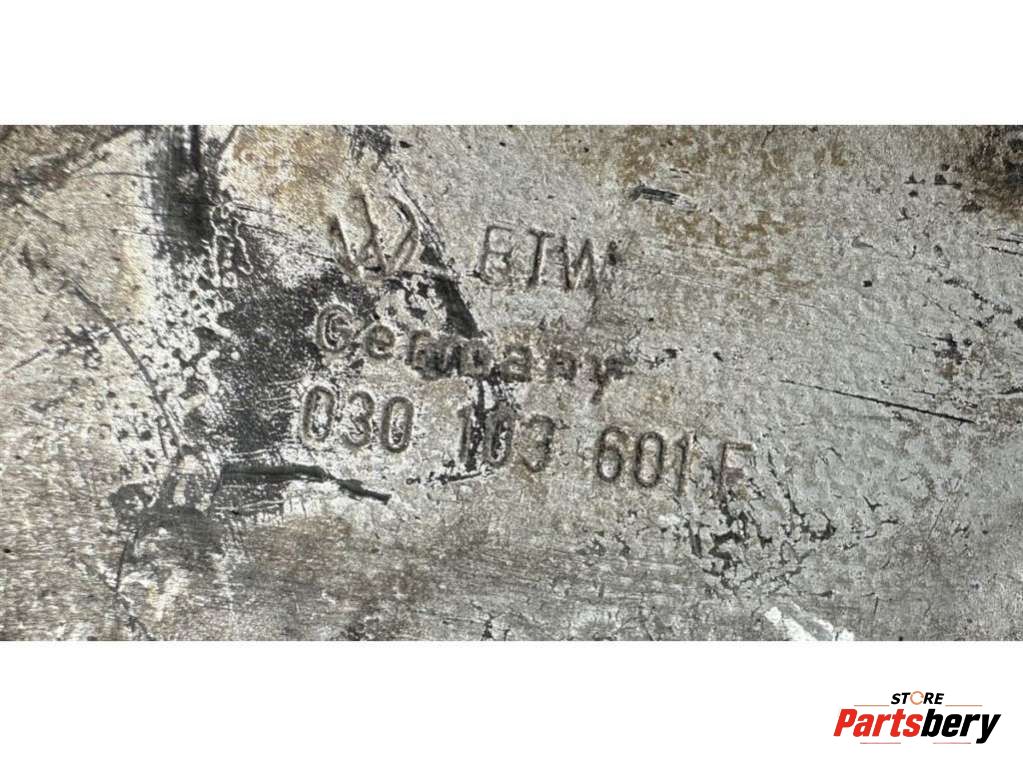 BTW
Germany
030 103 601 F
STORE
Partsbery